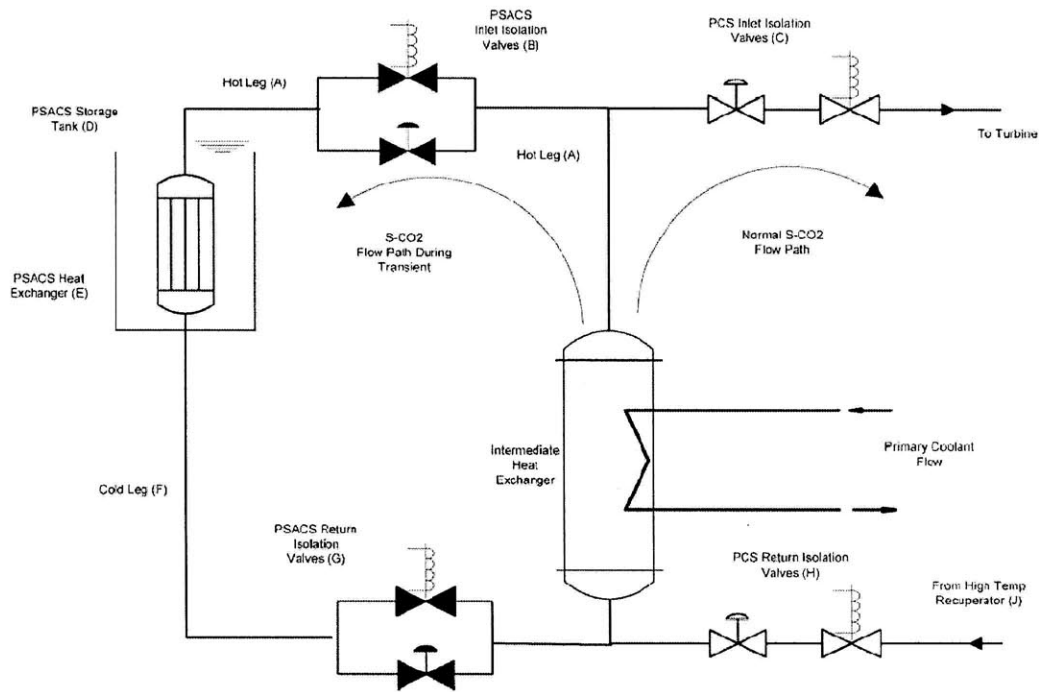 PSACS
Inlet Isolation
Valves (B)
PCS Inlet Isolation
Valves (C)
Hot Leg (A)
PSACS Storage
Tank (D)
To Turbine
Hot Leg (A)
S-CO2
Flow Path During
Transient
Normal S-CO2
Flow Path
PSACS Heat
Exchanger (E)
Intermediate
Heat
Exchanger
Primary Coolant
Flow
Cold Leg (F)
PSACS Return
Isolation
Valves (G)
PCS Return Isolation
Valves (H)
From High Temp
Recuperator (J)